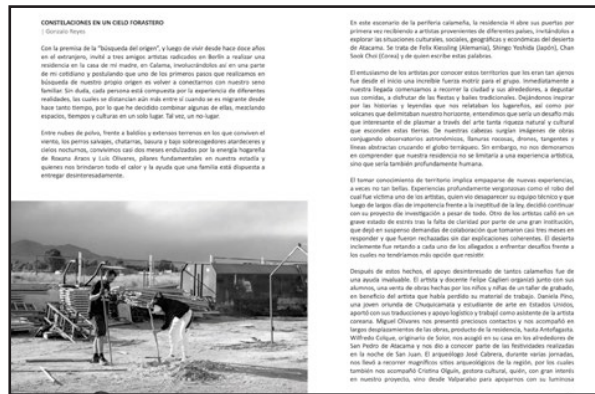 CONSTELACIONES EN UN CIELO FORASTERO
| Gonzalo Reyes
Con la premisa de la "búsqueda del origen", y luego de vivir desde hace doce años
en el extranjero, invité a tres amigos artistas radicados en Berlín a realizar una
residencia en la casa de mi madre, en Calama, involucrándolos así en una parte
de mi cotidiano y postulando que uno de los primeros pasos que realizamos en
búsqueda de nuestro propio origen es volver a conectarnos con nuestro seno
familiar. Sin duda, cada persona está compuesta por la experiencia de diferentes
realidades, las cuales se distancian aún más entre sí cuando se es migrante desde
hace tanto tiempo, por lo que he decidido combinar algunas de ellas, mezclando
espacios, tiempos y culturas en un solo lugar. Tal vez, un no-lugar.
Entre nubes de polvo, frente a baldíos y extensos terrenos en los que conviven el
viento, los perros salvajes, chatarras, basura y bajo sobrecogedores atardeceres y
cielos nocturnos, convivimos casi dos meses endulzados por la energía hogareña
de Rosana Aracos y Luis Olivares, pilares fundamentales en nuestra estadía y
quienes nos brindaron todo el calor y la ayuda que una familia está dispuesta a
entregar desinteresadamente.
En este escenario de la periferia calameña, la residencia H abre sus puertas por
primera vez recibiendo a artistas provenientes de diferentes países, invitándolos a
explorar las situaciones culturales, sociales, geográficas y económicas del desierto
de Atacama. Se trata de Felix Kiessling (Alemania), Shingo Yoshida (Japón), Chan
Sook Choi (Corea) y de quien escribe estas palabras.
El entusiasmo de los artistas por conocer estos territorios que les eran tan ajenos
fue desde el inicio una increíble fuerza motriz para el grupo. Inmediatamente a
nuestra llegada comenzamos a recorrer la ciudad y sus alrededores, a degustar
sus comidas, a disfrutar de las fiestas y bailes tradicionales. Dejándonos inspirar
por las historias y leyendas que nos relataban los lugareños, así como por
volcanes que delimitaban nuestro horizonte, entendimos que sería un desafío más
que interesante el de plasmar a través del arte tanta riqueza natural y cultural
que esconden estas tierras. De nuestras cabezas surgían imágenes de obras
conjugando observatorios astronómicos, llanuras rocosas, drones, tangentes y
líneas abstractas cruzando el globo terráqueo. Sin embargo, no nos demoramos
en comprender que nuestra residencia no se limitaría a una experiencia artística,
sino que sería también profundamente humana.
El tomar conocimiento de territorio implica empaparse de nuevas experiencias,
a veces no tan bellas. Experiencias profundamente vergonzosas como el robo del
cual fue víctima uno de los artistas, quien vio desaparecer su equipo técnico y que
luego de largos días de impotencia frente a la ineptitud de la ley, decidió continuar
con su proyecto de investigación a pesar de todo. Otro de los artistas cayó en un
grave estado de estrés tras la falta de claridad por parte de una gran institución,
que dejó en suspenso demandas de colaboración que tomaron casi tres meses en
responder y que fueron rechazadas sin dar explicaciones coherentes. El desierto
inclemente fue retando a cada uno de los allegados a enfrentar desafíos frente a
los cuales no tendríamos más opción que resistir.
Después de estos hechos, el apoyo desinteresado de tantos calameños fue de
una ayuda invaluable. El artista y docente Felipe Caglieri organizó junto con sus
alumnos, una venta de obras hechas por los niños y niñas de un taller de grabado,
en beneficio del artista que había perdido su material de trabajo. Daniela Pino,
una joven oriunda de Chuquicamata y estudiante de arte en Estados Unidos,
aportó con sus traducciones y apoyo logístico y trabajó como asistente de la artista
coreana. Miguel Olivares nos presentó preciosos contactos y nos acompañó en
largos desplazamientos de las obras, producto de la residencia, hasta Antofagasta.
Wilfredo Colque, originario de Solor, nos acogió en su casa en los alrededores de
San Pedro de Atacama y nos dio a conocer parte de las festividades realizadas
en la noche de San Juan. El arqueólogo José Cabrera, durante varias jornadas,
nos llevó a recorrer magníficos sitios arqueológicos de la región, por los cuales
también nos acompañó Cristina Olguín, gestora cultural, quién, con gran interés
en nuestro proyecto, vino desde Valparaíso para apoyarnos con su luminosa